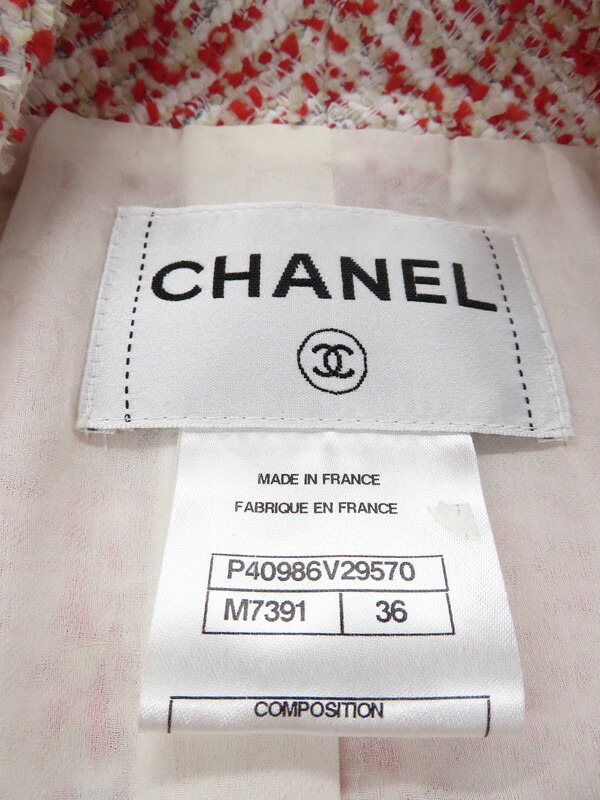 CHANEL
MADE IN FRANCE
FABRIQUE EN FRANCE
P40986V29570
M7391 36
COMPOSITION